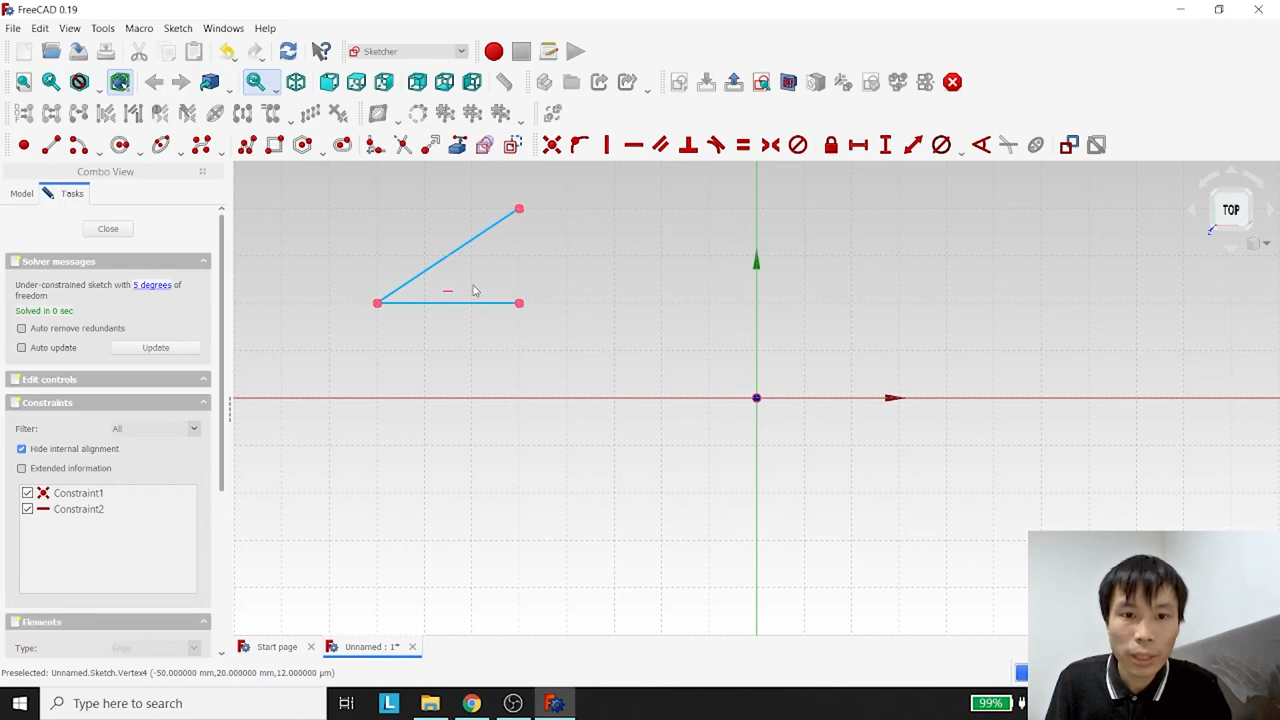 FreeCAD 0.19
File Edit View Tools Macro Sketch Windows Help
Sketcher
Combo View
Model Tasks
Close
TOP
Solver messages
Under-constrained sketch with 5 degrees of
freedom
Solved in 0 sec
Auto remove redundants
Auto update Update
Edit controls
Constraints
Filter: All
Hide internal alignment
Extended information
Constraint1
Constraint2
Elements
Type: Edge
Start page Unnamed : 1*
Preselected: Unnamed.Sketch.Vertex4 (-50.000000 mm,20.000000 mm,12.000000 µm)
Type here to search
L
99%